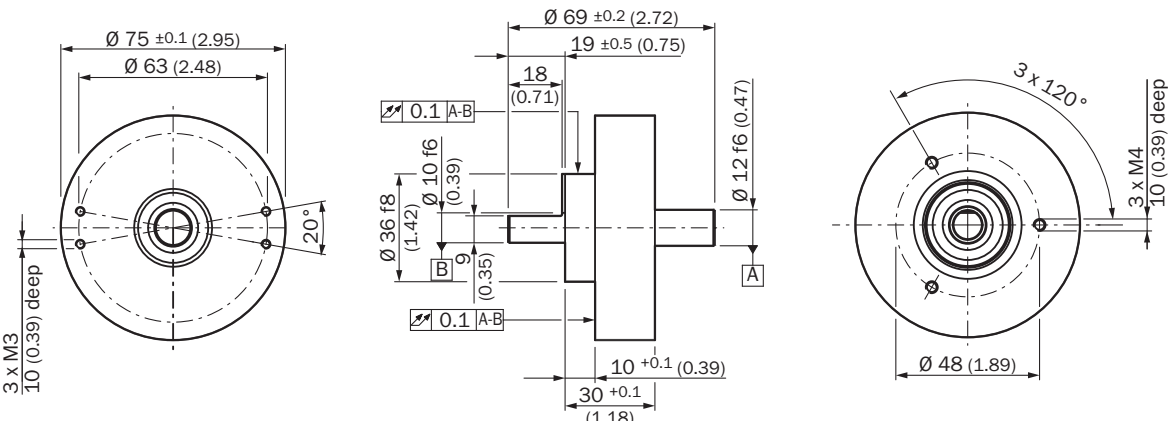 Ø 75 ±0.1 (2.95)
Ø 63 (2.48)
20°
3 x M3
10 (0.39) deep
Ø 69 ±0.2 (2.72)
19 ±0.5 (0.75)
18
(0.71)
0.1 A-B
Ø 10 f6
(0.39)
Ø 36 f8
(1.42)
B
9
(0.35)
0.1 A-B
Ø 12 f6 (0.47)
A
10 +0.1 (0.39)
30 +0.1
(1.18)
3 x 120°
3 x M4
10 (0.39) deep
Ø 48 (1.89)